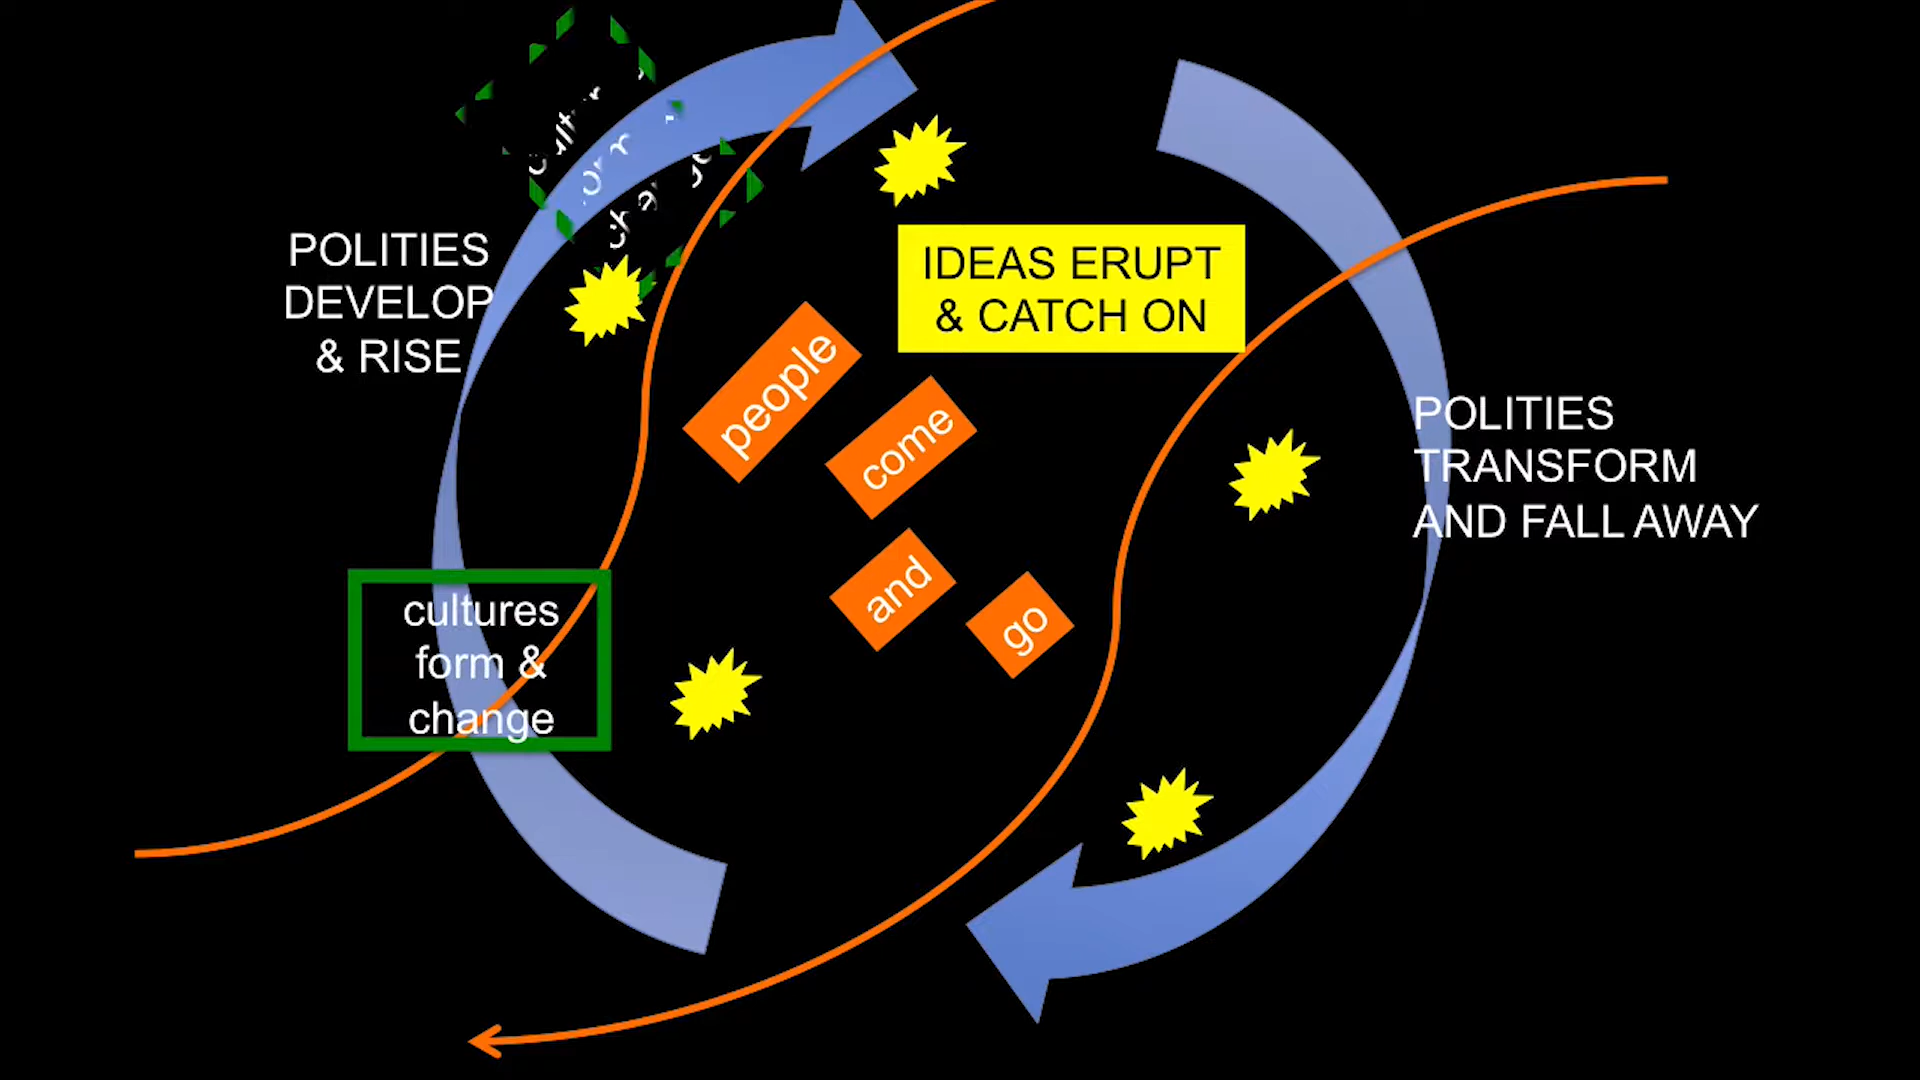 POLITIES
DEVELOP
& RISE
IDEAS ERUPT
& CATCH ON
people
come
and
go
POLITIES
TRANSFORM
AND FALL AWAY
cultures
form &
change